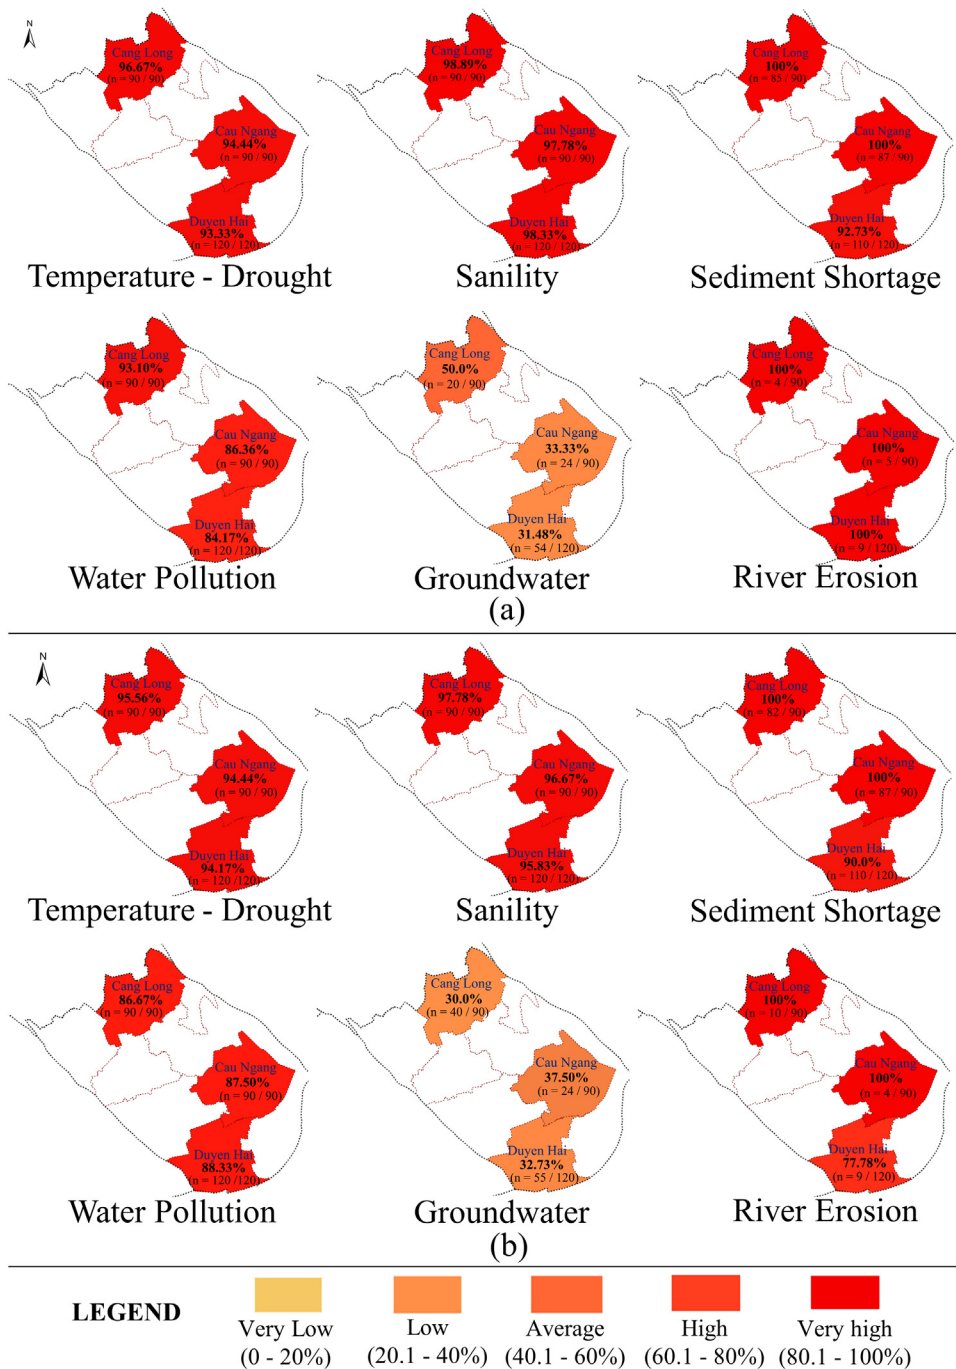 N
Cang Long
96.67%
(n = 90 / 90)
Cau Ngang
94.44%
(n = 90 / 90)
Duyen Hai
93.33%
(n = 120 / 120)
Temperature - Drought
Cang Long
98.89%
(n = 90 / 90)
Cau Ngang
97.78%
(n = 90 / 90)
Duyen Hai
98.33%
(n = 120 / 120)
Sanility
Cang Long
100%
(n = 85 / 90)
Cau Ngang
100%
(n = 87 / 90)
Duyen Hai
92.73%
(n = 110 / 120)
Sediment Shortage
Cang Long
93.10%
(n = 90 / 90)
Cau Ngang
86.36%
(n = 90 / 90)
Duyen Hai
84.17%
(n = 120 /120)
Water Pollution
Cang Long
50.0%
(n = 20 / 90)
Cau Ngang
33.33%
(n = 24 / 90)
Duyen Hai
31.48%
(n = 54 / 120)
Groundwater
Cang Long
100%
(n = 4 / 90)
Cau Ngang
100%
(n = 5 / 90)
Duyen Hai
100%
(n = 9 / 120)
River Erosion
(a)
N
Cang Long
95.56%
(n = 90 / 90)
Cau Ngang
94.44%
(n = 90 / 90)
Duyen Hai
94.17%
(n = 120 /120)
Temperature - Drought
Cang Long
97.78%
(n = 90 / 90)
Cau Ngang
96.67%
(n = 90 / 90)
Duyen Hai
95.83%
(n = 120 / 120)
Sanility
Cang Long
100%
(n = 82 / 90)
Cau Ngang
100%
(n = 87 / 90)
Duyen Hai
90.0%
(n = 110 / 120)
Sediment Shortage
Cang Long
86.67%
(n = 90 / 90)
Cau Ngang
87.50%
(n = 90 / 90)
Duyen Hai
88.33%
(n = 120 /120)
Water Pollution
Cang Long
30.0%
(n = 40 / 90)
Cau Ngang
37.50%
(n = 24 / 90)
Duyen Hai
32.73%
(n = 55 / 120)
Groundwater
Cang Long
100%
(n = 10 / 90)
Cau Ngang
100%
(n = 4 / 90)
Duyen Hai
77.78%
(n = 9 / 120)
River Erosion
(b)
LEGEND
Very Low
(0 - 20%)
Low
(20.1 - 40%)
Average
(40.1 - 60%)
High
(60.1 - 80%)
Very high
(80.1 - 100%)